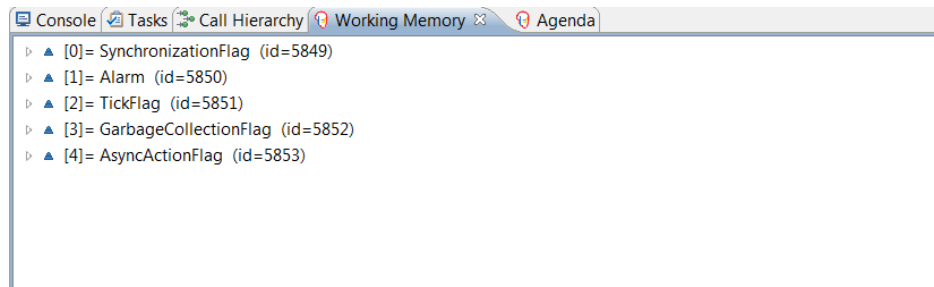 Console Tasks Call Hierarchy Working Memory Agenda
[0]= SynchronizationFlag (id=5849)
[1]= Alarm (id=5850)
[2]= TickFlag (id=5851)
[3]= GarbageCollectionFlag (id=5852)
[4]= AsyncActionFlag (id=5853)